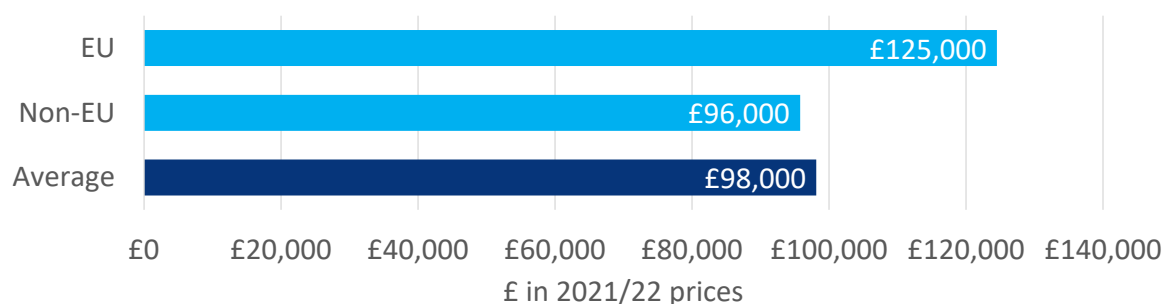 EU
£125,000
Non-EU
£96,000
Average
£98,000
£0 £20,000 £40,000 £60,000 £80,000 £100,000 £120,000 £140,000
£ in 2021/22 prices